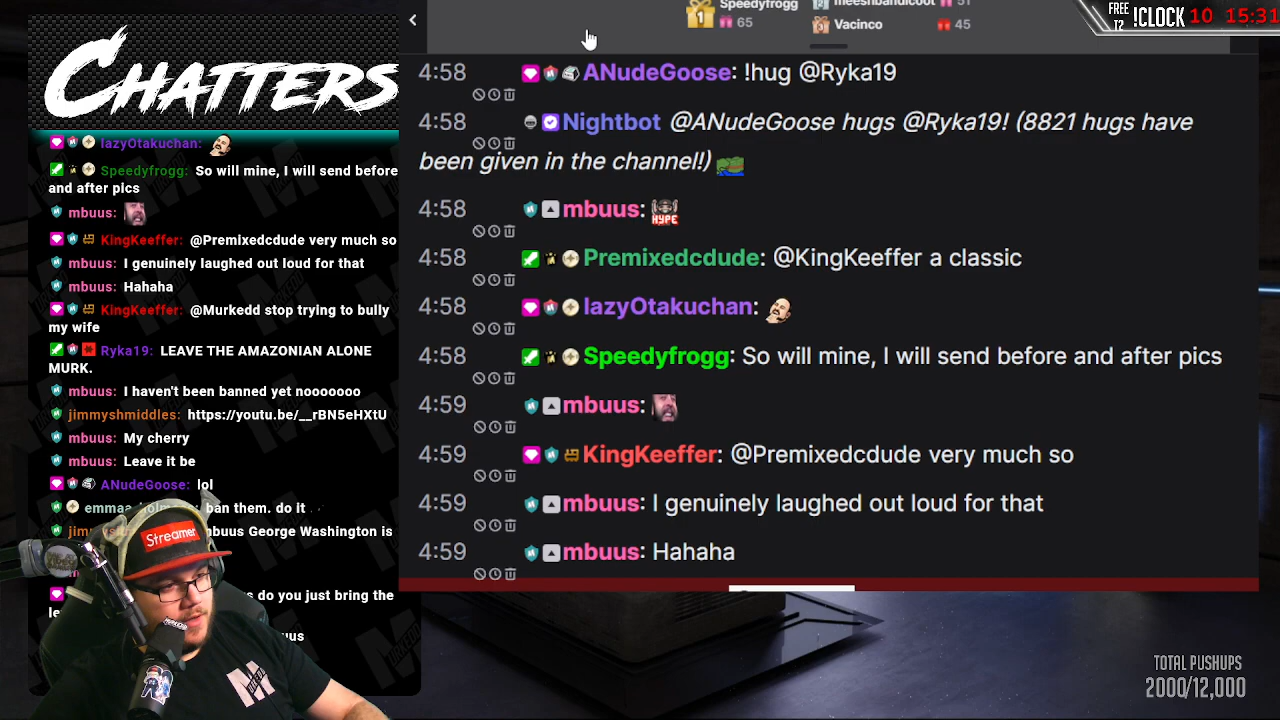 CHATTERS
lazyOtakuchan:
Speedyfrogg: So will mine, I will send before
and after pics
mbuus:
KingKeeffer: @Premixedcdude very much so
mbuus: I genuinely laughed out loud for that
mbuus: Hahaha
KingKeeffer: @Murkedd stop trying to bully
my wife
Ryka19: LEAVE THE AMAZONIAN ALONE
MURK.
mbuus: I haven't been banned yet nooooooo
jimmyshmiddles: https://youtu.be/__rBN5eHXtU
mbuus: My cherry
mbuus: Leave it be
ANudeGoose: lol
ban them. do it
George Washington is
do you just bring the
Streamer
Speedyfrogg
1
65
meeshbandicoot 51
Vacinco 45
FREE
12
!CLOCK 10 15:31
4:58 ANudeGoose: !hug @Ryka19
4:58 Nightbot @ANudeGoose hugs @Ryka19! (8821 hugs have
been given in the channel!)
4:58 mbuus: HYPE
4:58 Premixedcdude: @KingKeeffer a classic
4:58 lazyOtakuchan:
4:58 Speedyfrogg: So will mine, I will send before and after pics
4:59 mbuus:
4:59 KingKeeffer: @Premixedcdude very much so
4:59 mbuus: I genuinely laughed out loud for that
4:59 mbuus: Hahaha
TOTAL PUSHUPS
2000/12,000